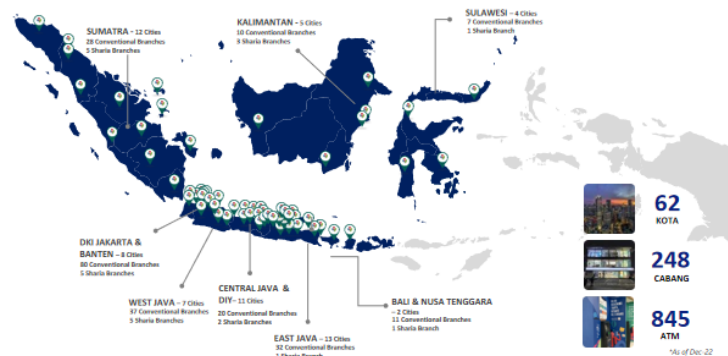 SUMATRA - 12 Cities
28 Conventional Branches
5 Sharia Branches
KALIMANTAN - 5 Cities
10 Conventional Branches
3 Sharia Branches
SULAWESI – 4 Cities
7 Conventional Branches
1 Sharia Branch
DKI JAKARTA &
BANTEN – 8 Cities
80 Conventional Branches
5 Sharia Branches
WEST JAVA – 7 Cities
37 Conventional Branches
5 Sharia Branches
CENTRAL JAVA &
DIY– 11 Cities
20 Conventional Branches
2 Sharia Branches
EAST JAVA – 13 Cities
32 Conventional Branches
BALI & NUSA TENGGARA
– 2 Cities
11 Conventional Branches
1 Sharia Branch
62
KOTA
248
CABANG
845
ATM
*As of Dec-22